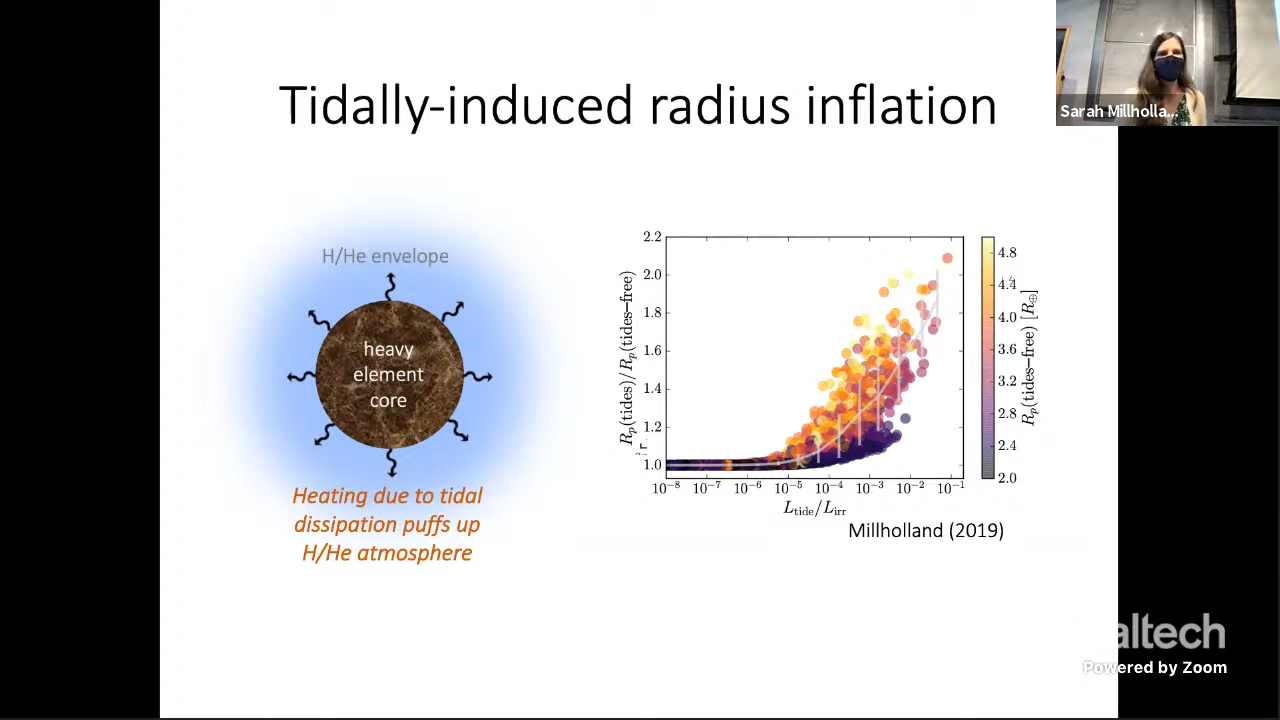 Tidally-induced radius inflation
Sarah Millholla...
H/He envelope
heavy
element
core
Heating due to tidal
dissipation puffs up
H/He atmosphere
R_p(tides)/R_p(tides−free)
2.2
2.0
1.8
1.6
1.4
1.2
1.0
10⁻⁸ 10⁻⁷ 10⁻⁶ 10⁻⁵ 10⁻⁴ 10⁻³ 10⁻² 10⁻¹
L_tide/L_irr
4.8
4.4
4.0
3.6
3.2
2.8
2.4
2.0
R_p(tides−free) [R_⊕]
Millholland (2019)
altech
Powered by Zoom